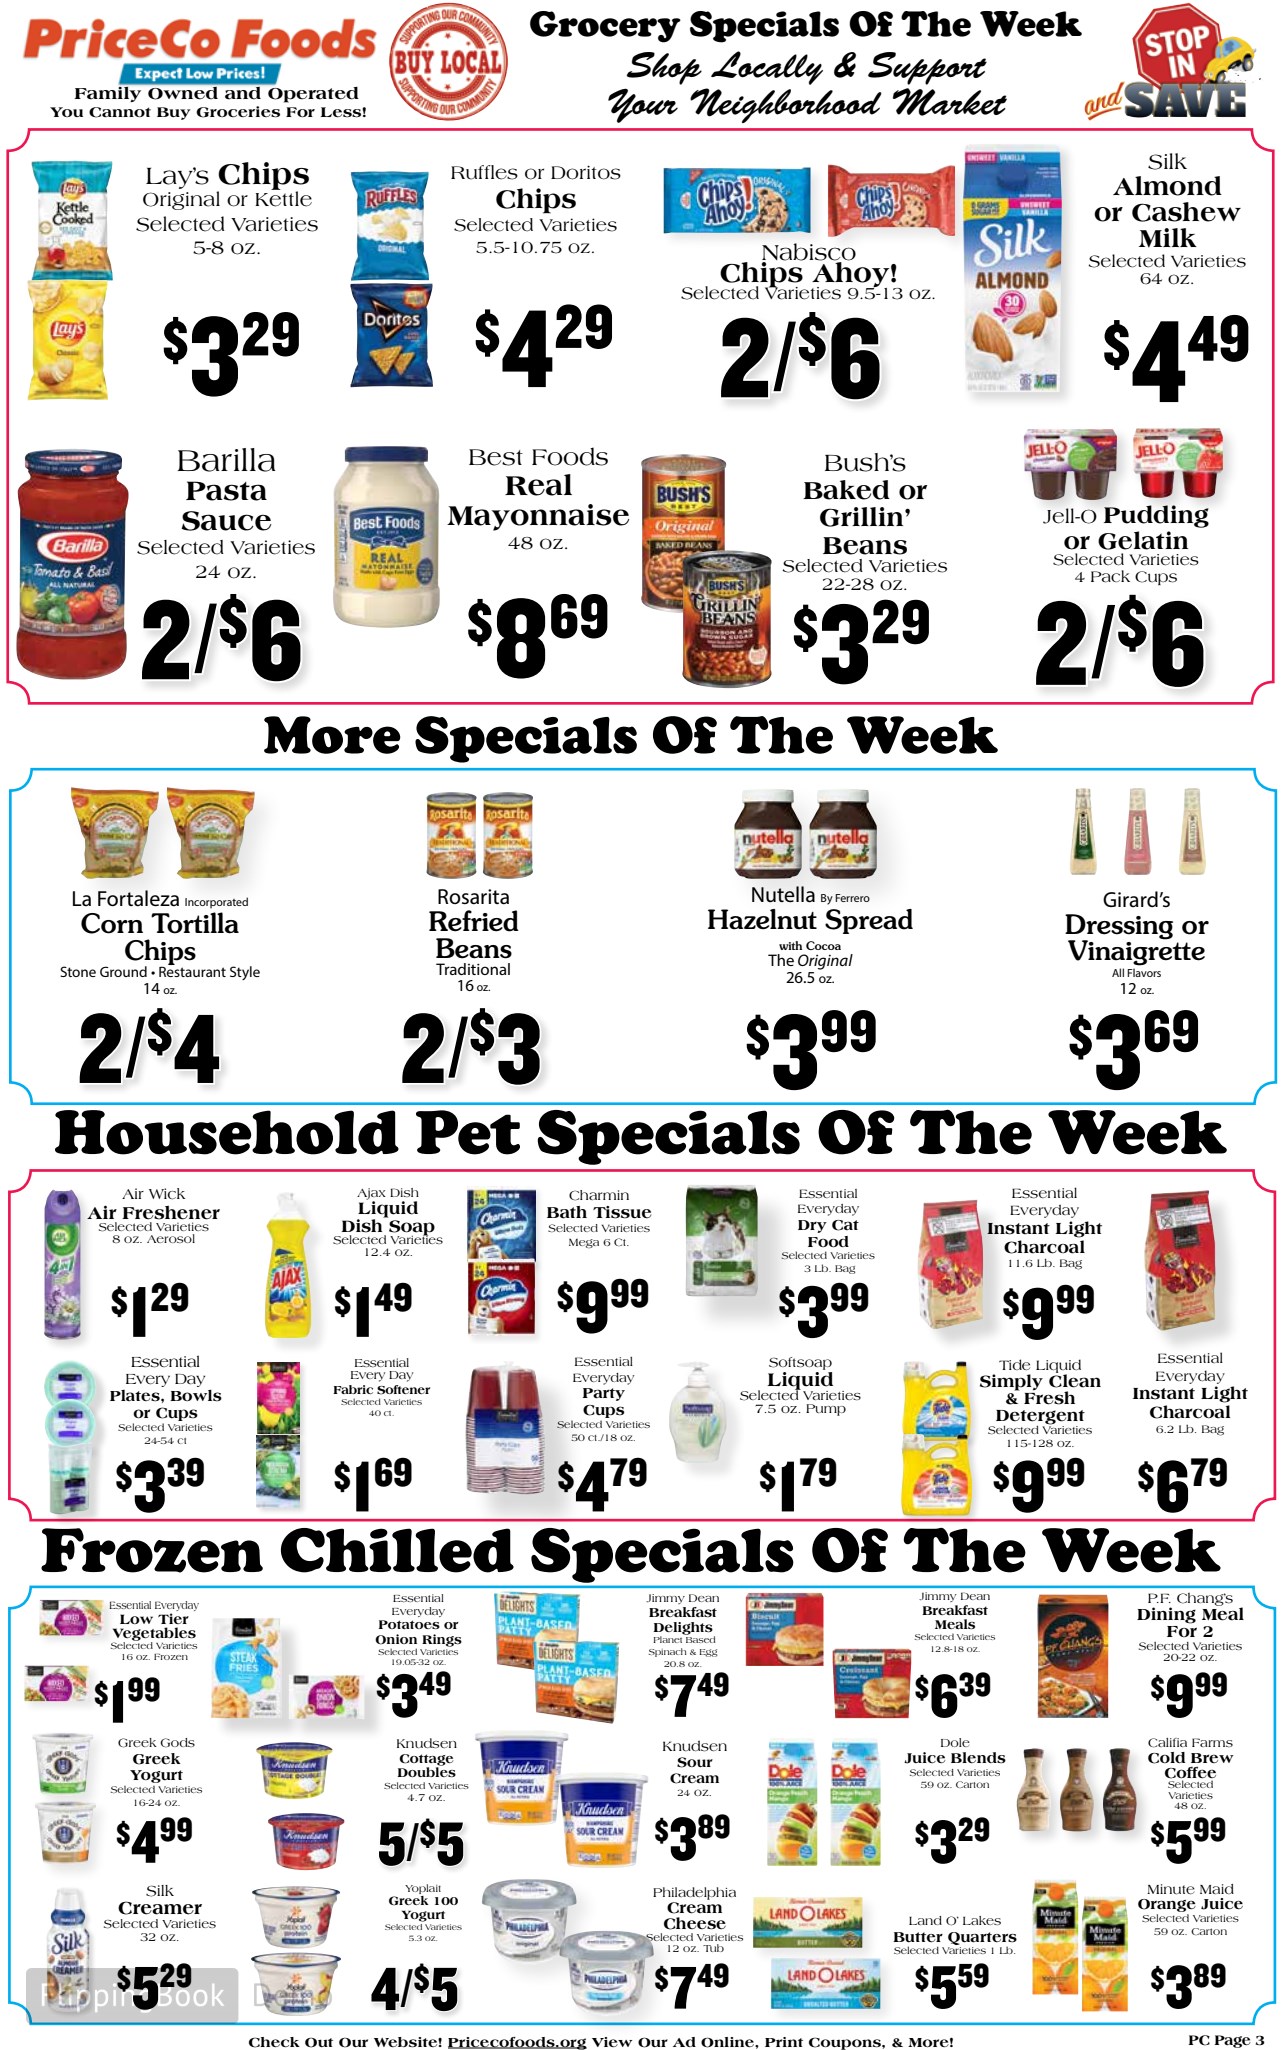 PriceCo Foods
Expect Low Prices!
Family Owned and Operated
You Cannot Buy Groceries For Less!
SUPPORTING OUR COMMUNITY
BUY LOCAL
SUPPORTING OUR COMMUNITY
Grocery Specials Of The Week
Shop Locally & Support
Your Neighborhood Market
STOP
IN
and SAVE
Lay's Chips
Original or Kettle
Selected Varieties
5-8 oz.
$3 29
Ruffles or Doritos
Chips
Selected Varieties
5.5-10.75 oz.
$4 29
Nabisco
Chips Ahoy!
Selected Varieties 9.5-13 oz.
2/$6
Silk
Almond
or Cashew
Milk
Selected Varieties
64 oz.
$4 49
Barilla
Pasta
Sauce
Selected Varieties
24 oz.
2/$6
Best Foods
Real
Mayonnaise
48 oz.
$8 69
Bush's
Baked or
Grillin'
Beans
Selected Varieties
22-28 oz.
$3 29
Jell-O Pudding
or Gelatin
Selected Varieties
4 Pack Cups
2/$6
More Specials Of The Week
La Fortaleza Incorporated
Corn Tortilla
Chips
Stone Ground • Restaurant Style
14 oz.
2/$4
Rosarita
Refried
Beans
Traditional
16 oz.
2/$3
Nutella By Ferrero
Hazelnut Spread
with Cocoa
The Original
26.5 oz.
$3 99
Girard's
Dressing or
Vinaigrette
All Flavors
12 oz.
$3 69
Household Pet Specials Of The Week
Air Wick
Air Freshener
Selected Varieties
8 oz. Aerosol
$1 29
Ajax Dish
Liquid
Dish Soap
Selected Varieties
12.4 oz.
$1 49
Charmin
Bath Tissue
Selected Varieties
Mega 6 Ct.
$9 99
Essential
Everyday
Dry Cat
Food
Selected Varieties
3 Lb. Bag
$3 99
Essential
Everyday
Instant Light
Charcoal
11.6 Lb. Bag
$9 99
Essential
Every Day
Plates, Bowls
or Cups
Selected Varieties
24-54 ct
$3 39
Essential
Every Day
Fabric Softener
Selected Varieties
40 ct.
$1 69
Essential
Everyday
Party
Cups
Selected Varieties
50 ct./18 oz.
$4 79
Softsoap
Liquid
Selected Varieties
7.5 oz. Pump
$1 79
Tide Liquid
Simply Clean
& Fresh
Detergent
Selected Varieties
115-128 oz.
$9 99
Essential
Everyday
Instant Light
Charcoal
6.2 Lb. Bag
$6 79
Frozen Chilled Specials Of The Week
Essential Everyday
Low Tier
Vegetables
Selected Varieties
16 oz. Frozen
$1 99
Essential
Everyday
Potatoes or
Onion Rings
Selected Varieties
19.05-32 oz.
$3 49
Jimmy Dean
Breakfast
Delights
Planet Based
Spinach & Egg
20.8 oz.
$7 49
Jimmy Dean
Breakfast
Meals
Selected Varieties
12.8-18 oz.
$6 39
P.F. Chang's
Dining Meal
For 2
Selected Varieties
20-22 oz.
$9 99
Greek Gods
Greek
Yogurt
Selected Varieties
16-24 oz.
$4 99
Knudsen
Cottage
Doubles
Selected Varieties
4.7 oz.
5/$5
Knudsen
Sour
Cream
24 oz.
$3 89
Dole
Juice Blends
Selected Varieties
59 oz. Carton
$3 29
Califia Farms
Cold Brew
Coffee
Selected
Varieties
48 oz.
$5 99
Silk
Creamer
Selected Varieties
32 oz.
$5 29
Yoplait
Greek 100
Yogurt
Selected Varieties
5.3 oz.
4/$5
Philadelphia
Cream
Cheese
Selected Varieties
12 oz. Tub
$7 49
Land O' Lakes
Butter Quarters
Selected Varieties 1 Lb.
$5 59
Minute Maid
Orange Juice
Selected Varieties
59 oz. Carton
$3 89
Check Out Our Website! Pricecofoods.org View Our Ad Online, Print Coupons, & More!
PC Page 3